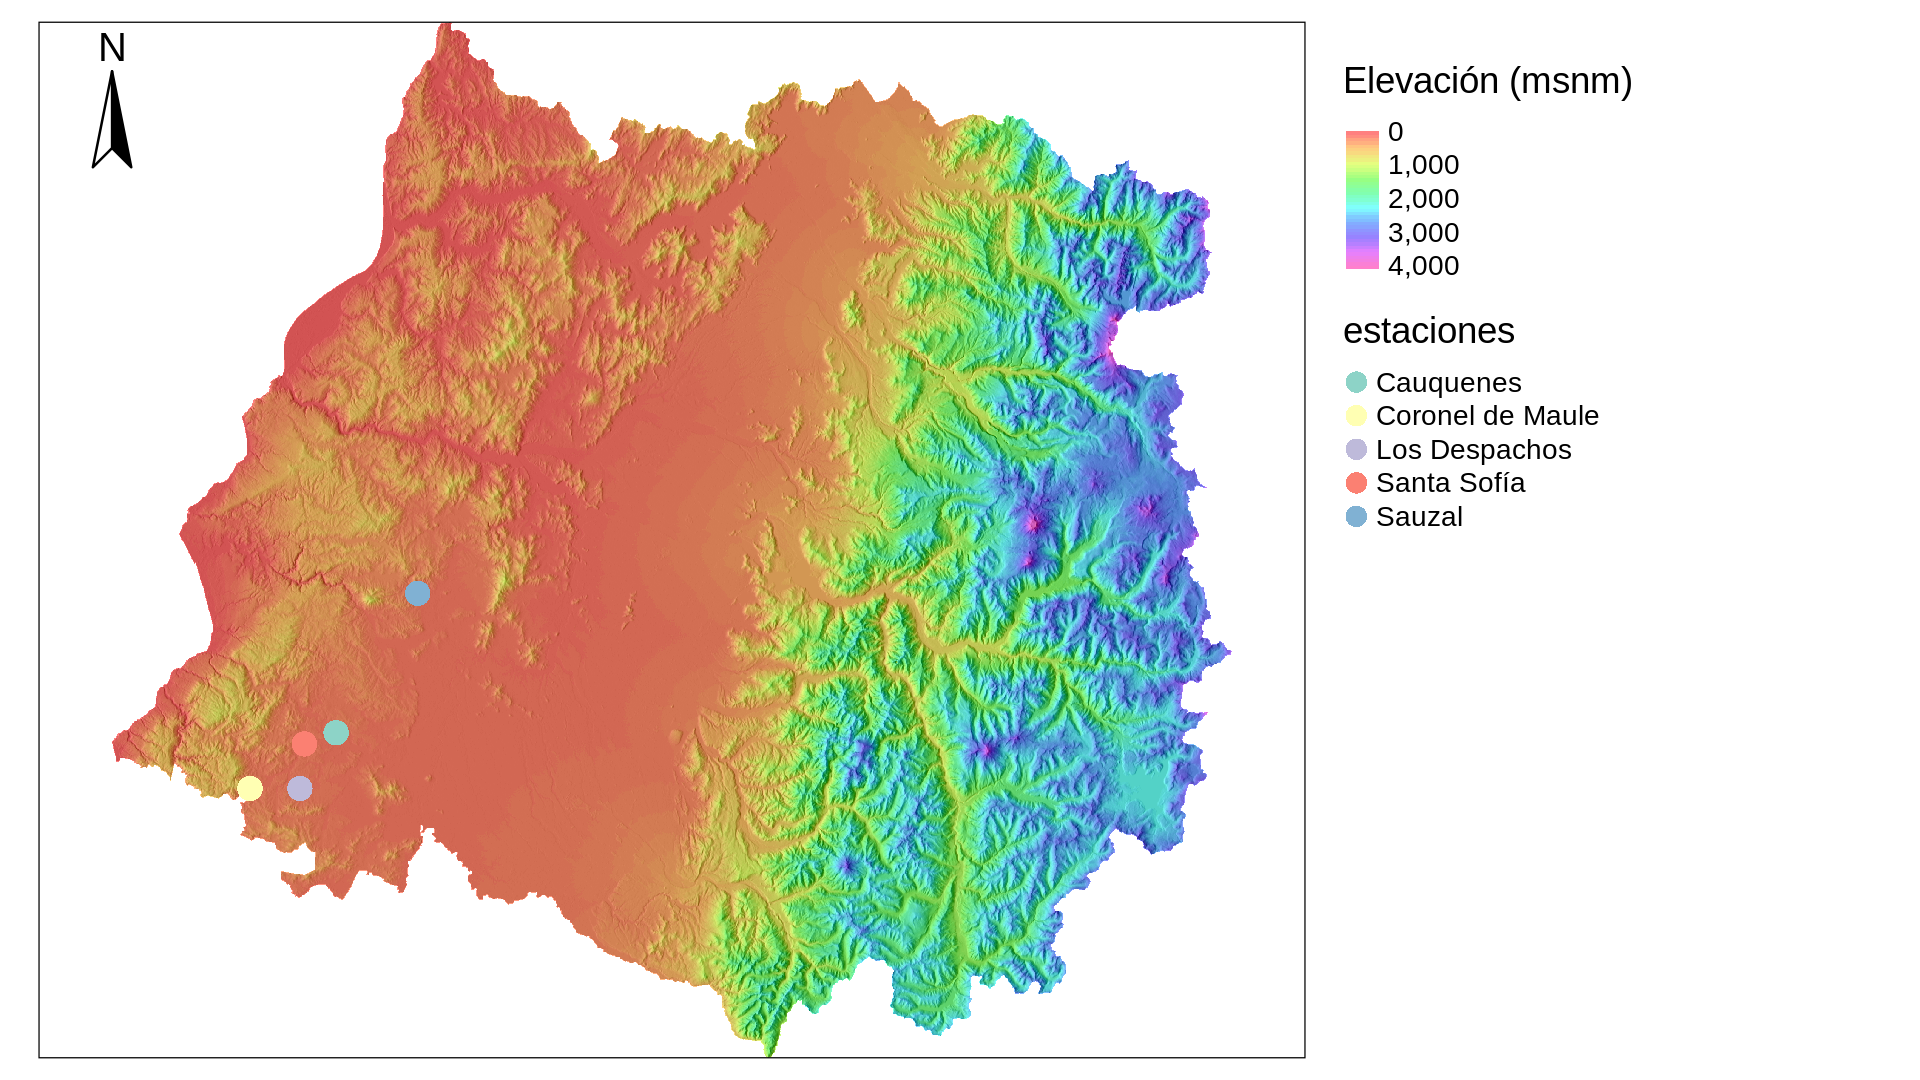 N
Elevación (msnm)
0
1,000
2,000
3,000
4,000
estaciones
Cauquenes
Coronel de Maule
Los Despachos
Santa Sofía
Sauzal